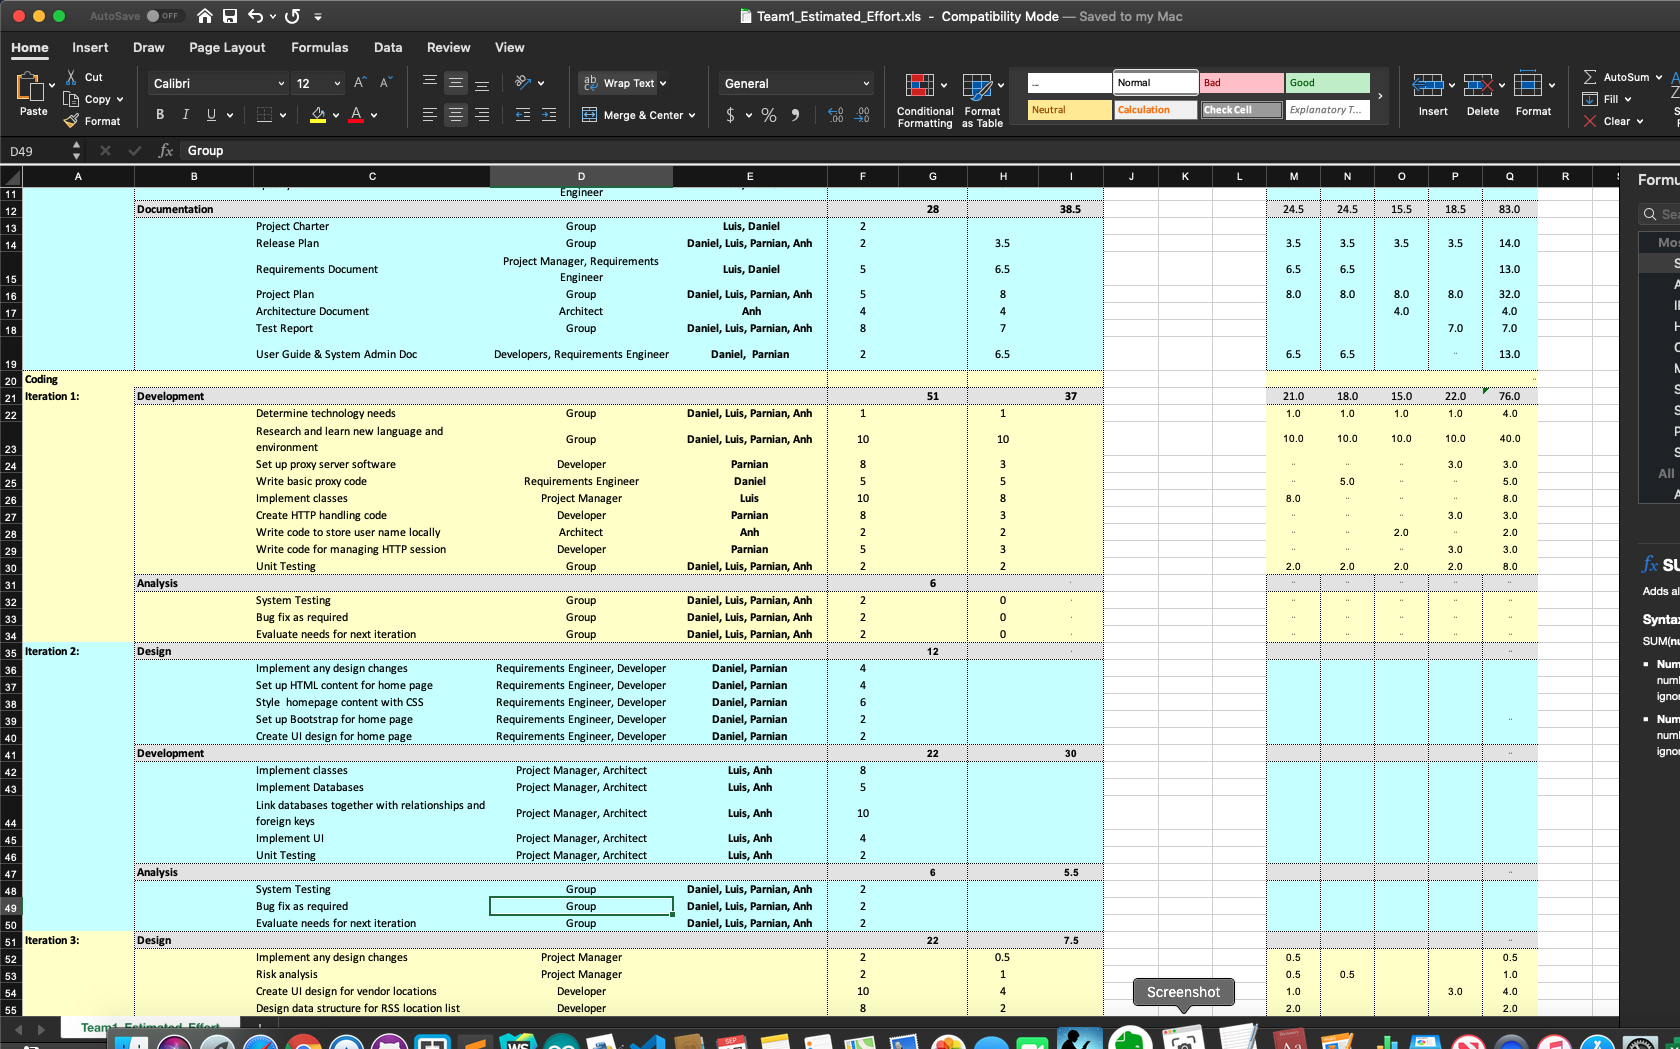 AutoSave OFF
Team1_Estimated_Effort.xls - Compatibility Mode — Saved to my Mac
Home Insert Draw Page Layout Formulas Data Review View
Paste Cut Copy Format
Calibri 12
B I U A
ab Wrap Text
Merge & Center
General
$ % 9
Conditional Formatting
Format as Table
Normal Bad Good
Neutral Calculation Check Cell Explanatory T...
Insert Delete Format
AutoSum
Fill
Clear
D49 fx Group
A B C D E F G H I J K L M N O P Q R
11 Engineer
12 Documentation 28 38.5 24.5 24.5 15.5 18.5 83.0
13 Project Charter Group Luis, Daniel 2
14 Release Plan Group Daniel, Luis, Parnian, Anh 2 3.5 3.5 3.5 3.5 3.5 14.0
15 Requirements Document Project Manager, Requirements Engineer Luis, Daniel 5 6.5 6.5 6.5 13.0
16 Project Plan Group Daniel, Luis, Parnian, Anh 5 8 8.0 8.0 8.0 8.0 32.0
17 Architecture Document Architect Anh 4 4 4.0 4.0
18 Test Report Group Daniel, Luis, Parnian, Anh 8 7 7.0 7.0
19 User Guide & System Admin Doc Developers, Requirements Engineer Daniel, Parnian 2 6.5 6.5 6.5 -- 13.0
20 Coding --
21 Iteration 1: Development 51 37 21.0 18.0 15.0 22.0 76.0
22 Determine technology needs Group Daniel, Luis, Parnian, Anh 1 1 1.0 1.0 1.0 1.0 4.0
23 Research and learn new language and environment Group Daniel, Luis, Parnian, Anh 10 10 10.0 10.0 10.0 10.0 40.0
24 Set up proxy server software Developer Parnian 8 3 -- -- -- 3.0 3.0
25 Write basic proxy code Requirements Engineer Daniel 5 5 -- 5.0 -- -- 5.0
26 Implement classes Project Manager Luis 10 8 8.0 -- -- -- 8.0
27 Create HTTP handling code Developer Parnian 8 3 -- -- -- 3.0 3.0
28 Write code to store user name locally Architect Anh 2 2 -- -- 2.0 -- 2.0
29 Write code for managing HTTP session Developer Parnian 5 3 -- -- -- 3.0 3.0
30 Unit Testing Group Daniel, Luis, Parnian, Anh 2 2 2.0 2.0 2.0 2.0 8.0
31 Analysis 6 - -- -- -- -- --
32 System Testing Group Daniel, Luis, Parnian, Anh 2 0 - -- -- -- -- --
33 Bug fix as required Group Daniel, Luis, Parnian, Anh 2 0 - -- -- -- -- --
34 Evaluate needs for next iteration Group Daniel, Luis, Parnian, Anh 2 0 - -- -- -- -- --
35 Iteration 2: Design 12 - --
36 Implement any design changes Requirements Engineer, Developer Daniel, Parnian 4
37 Set up HTML content for home page Requirements Engineer, Developer Daniel, Parnian 4
38 Style homepage content with CSS Requirements Engineer, Developer Daniel, Parnian 6
39 Set up Bootstrap for home page Requirements Engineer, Developer Daniel, Parnian 2 --
40 Create UI design for home page Requirements Engineer, Developer Daniel, Parnian 2
41 Development 22 30 --
42 Implement classes Project Manager, Architect Luis, Anh 8
43 Implement Databases Project Manager, Architect Luis, Anh 5
44 Link databases together with relationships and foreign keys Project Manager, Architect Luis, Anh 10
45 Implement UI Project Manager, Architect Luis, Anh 4
46 Unit Testing Project Manager, Architect Luis, Anh 2
47 Analysis 6 5.5 --
48 System Testing Group Daniel, Luis, Parnian, Anh 2
49 Bug fix as required Group Daniel, Luis, Parnian, Anh 2
50 Evaluate needs for next iteration Group Daniel, Luis, Parnian, Anh 2
51 Iteration 3: Design 22 7.5 --
52 Implement any design changes Project Manager 2 0.5 0.5 0.5
53 Risk analysis Project Manager 2 1 0.5 0.5 1.0
54 Create UI design for vendor locations Developer 10 4 1.0 3.0 4.0
55 Design data structure for RSS location list Developer 8 2 2.0 2.0
Formu
Sea
Mos
All
fx SU
Adds al
Syntax
SUM(nu
Num
numb
ignor
Num
numb
ignor
Screenshot
Team1_Estimated_Effort
WS
SEP
Aa